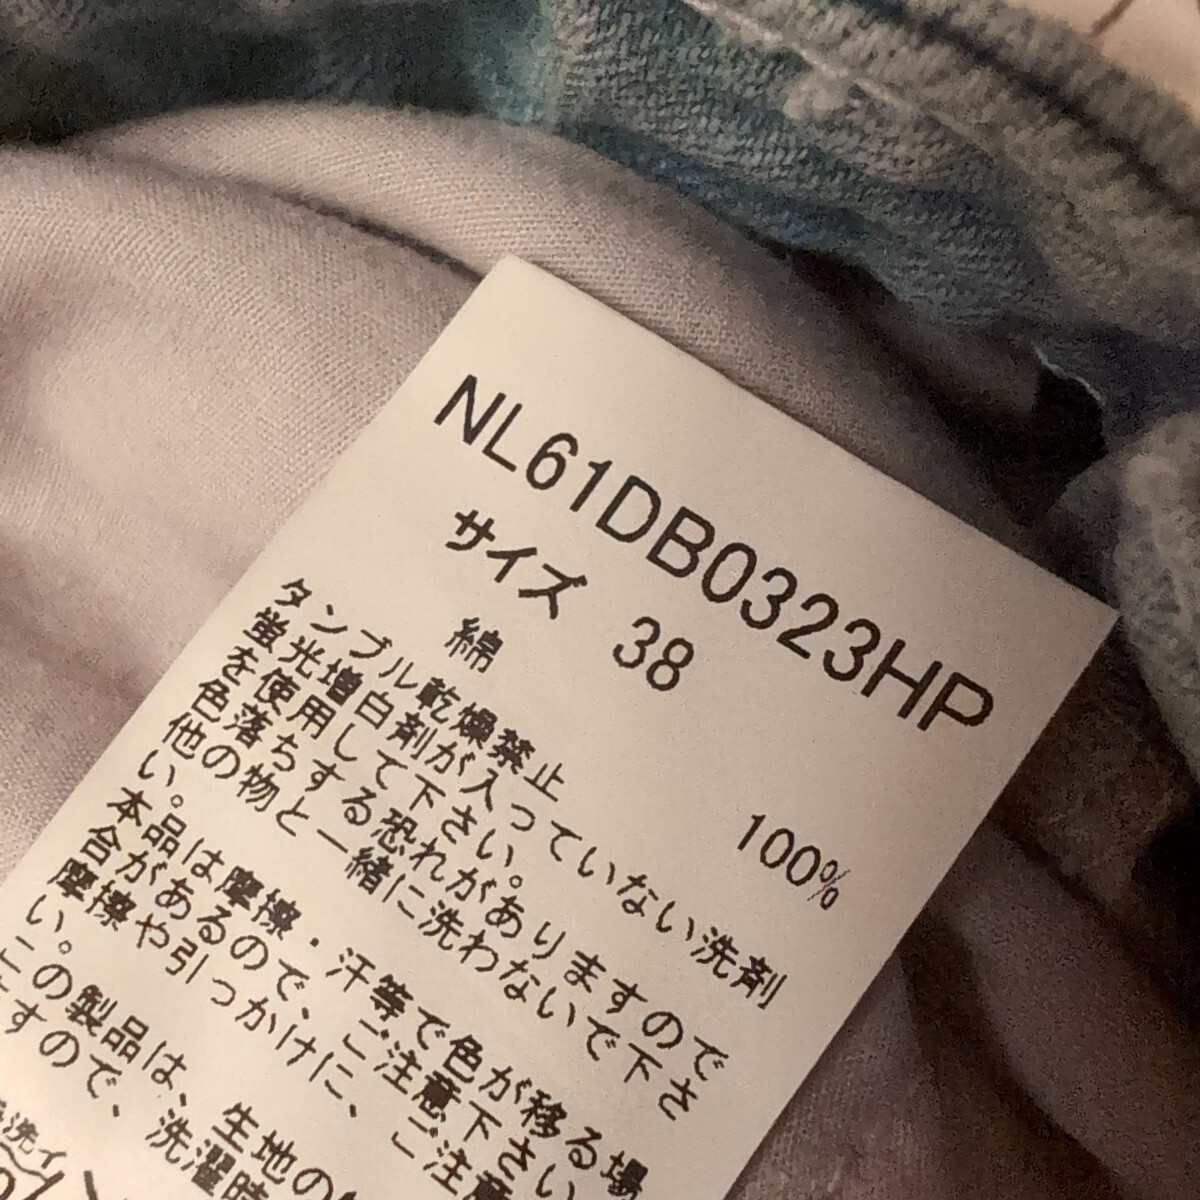 NL61DB0323HP
サイズ 38
綿 100%
タンブル乾燥禁止
蛍光増白剤が入っていない洗剤
を使用して下さい。
色落ちする恐れがありますので
他の物と一緒に洗わないで下さ
い。
本品は摩擦・汗等で色が移る場
合があるので、ご注意下さい
摩擦や引っかけに、ご注意
い。
この製品は、生地の
すので、洗濯時